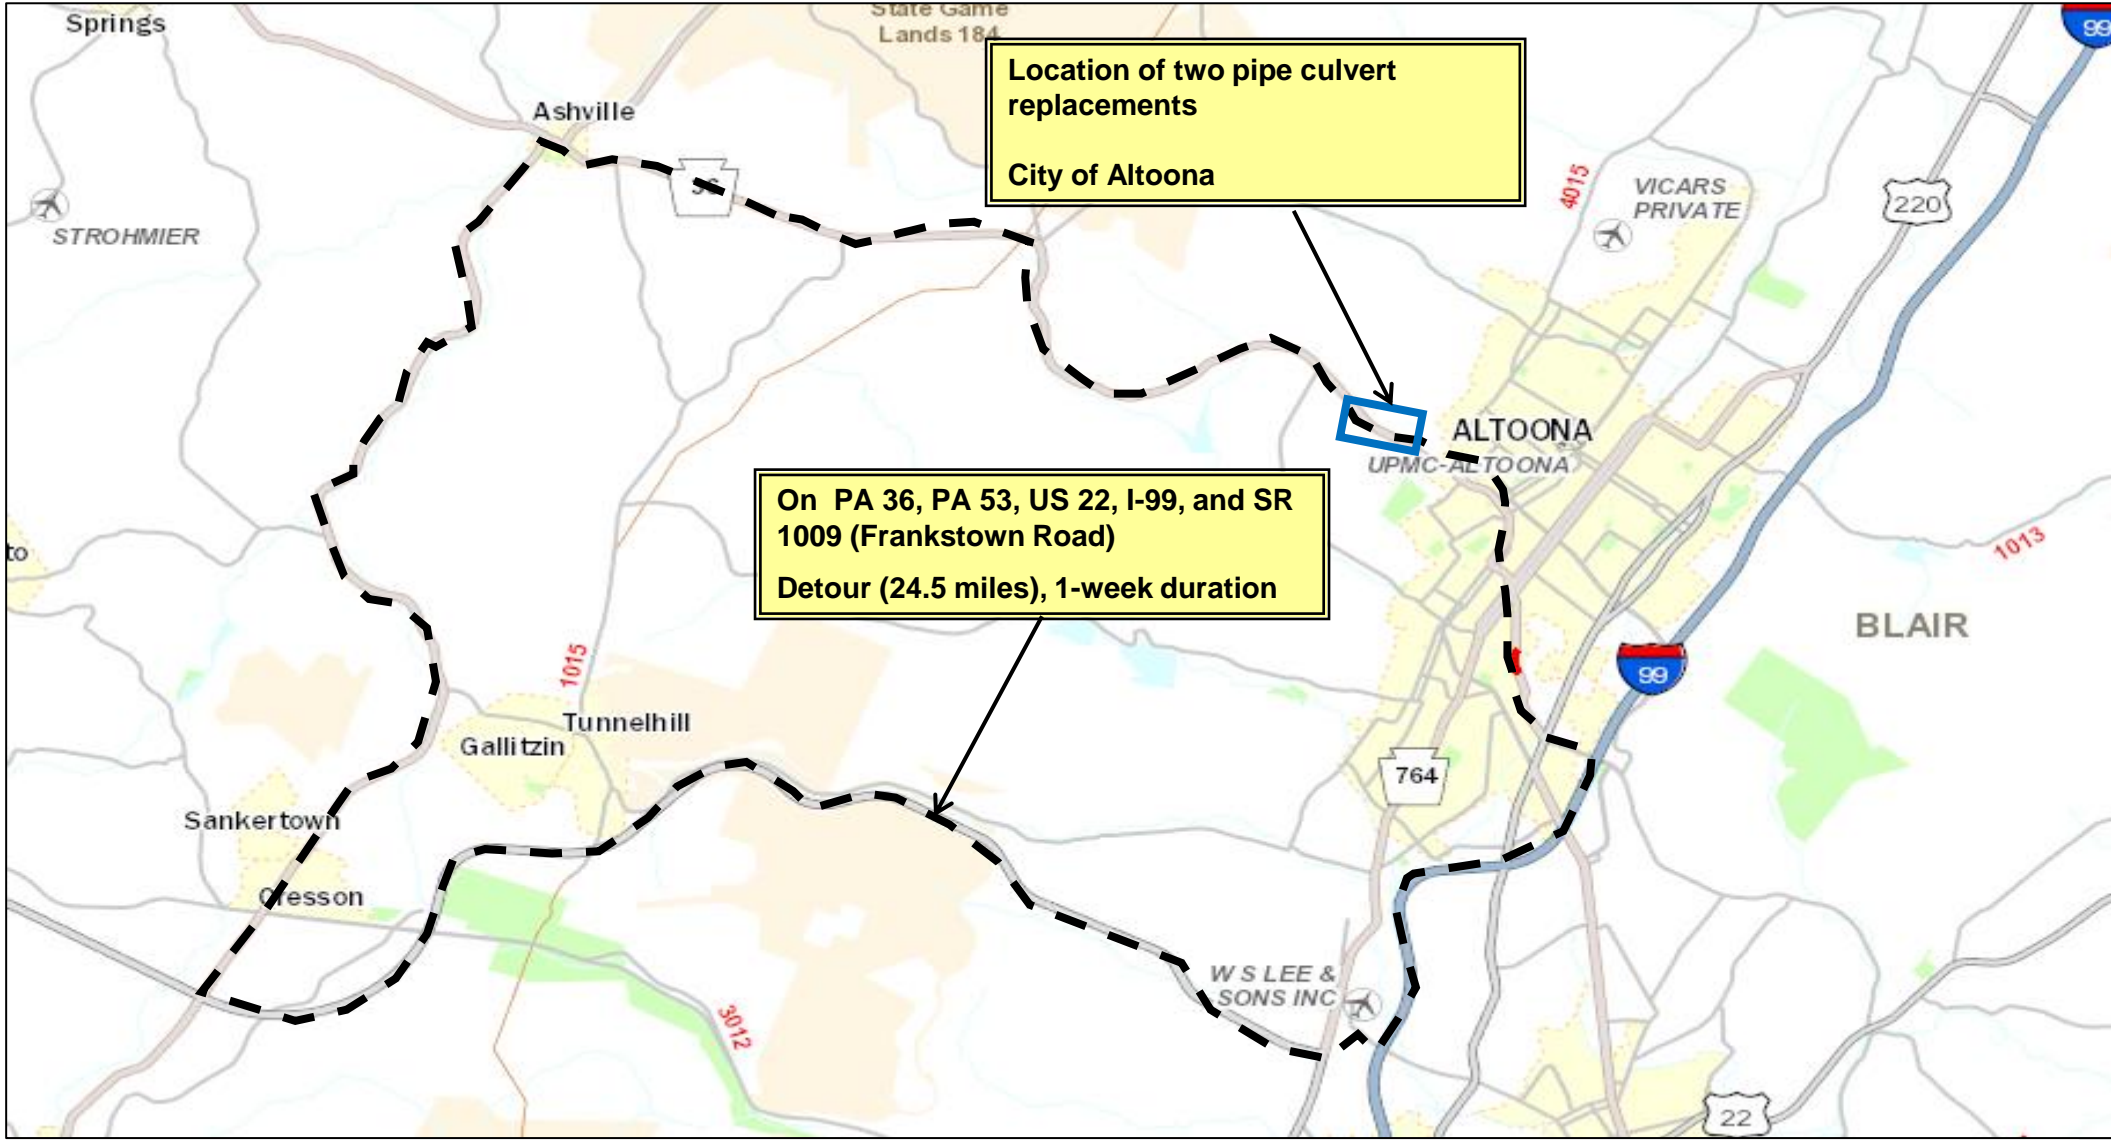 Springs
State Game
Lands 184
99
Location of two pipe culvert
replacements
City of Altoona
Ashville
36
4015
VICARS
PRIVATE
220
STROHMIER
ALTOONA
UPMC-ALTOONA
On PA 36, PA 53, US 22, I-99, and SR
1009 (Frankstown Road)
Detour (24.5 miles), 1-week duration
to
1013
BLAIR
1015
99
Tunnelhill
Gallitzin
764
Sankertown
Cresson
W S LEE &
SONS INC
3012
22